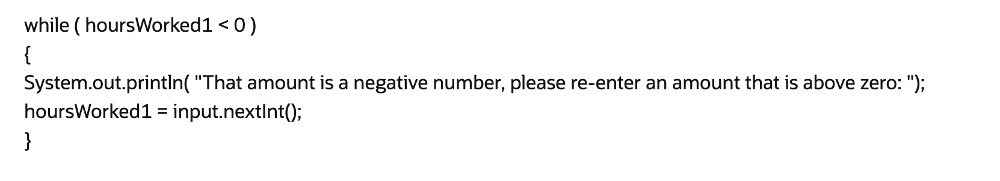 while ( hoursWorked1 < 0 )
{
System.out.println( "That amount is a negative number, please re-enter an amount that is above zero: ");
hoursWorked1 = input.nextInt();
}